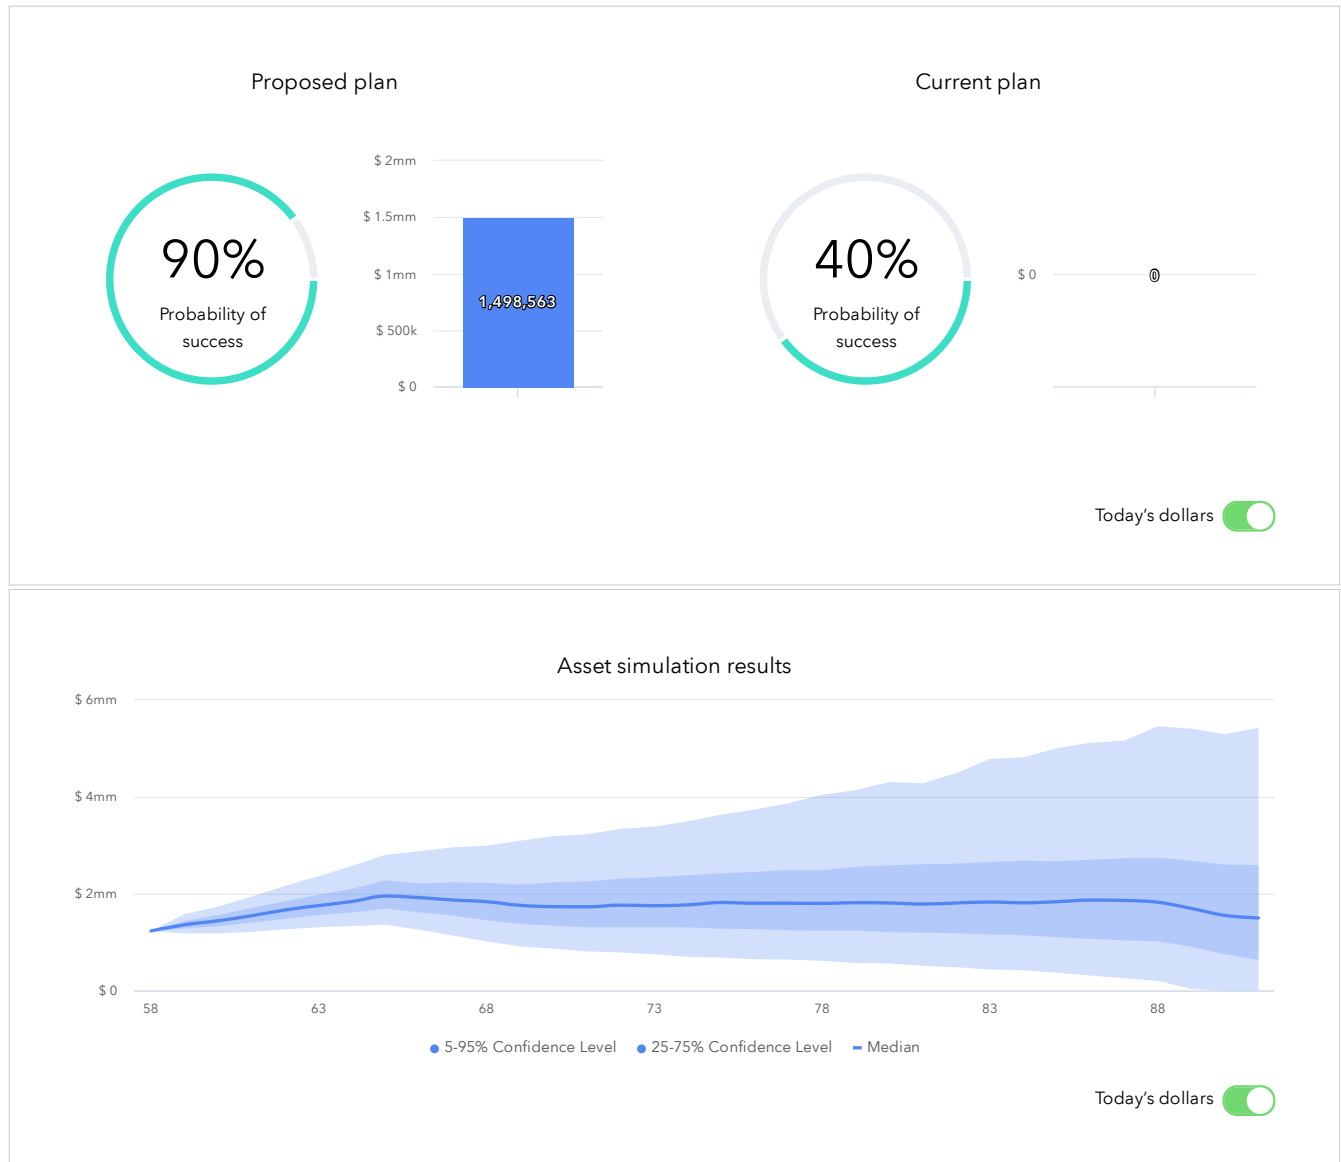 Proposed plan
Current plan
90%
Probability of
success
$ 2mm
$ 1.5mm
$ 1mm
$ 500k
$ 0
1,498,563
40%
Probability of
success
$ 0
0
Today's dollars
Asset simulation results
$ 6mm
$ 4mm
$ 2mm
$ 0
58 63 68 73 78 83 88
5-95% Confidence Level 25-75% Confidence Level Median
Today's dollars